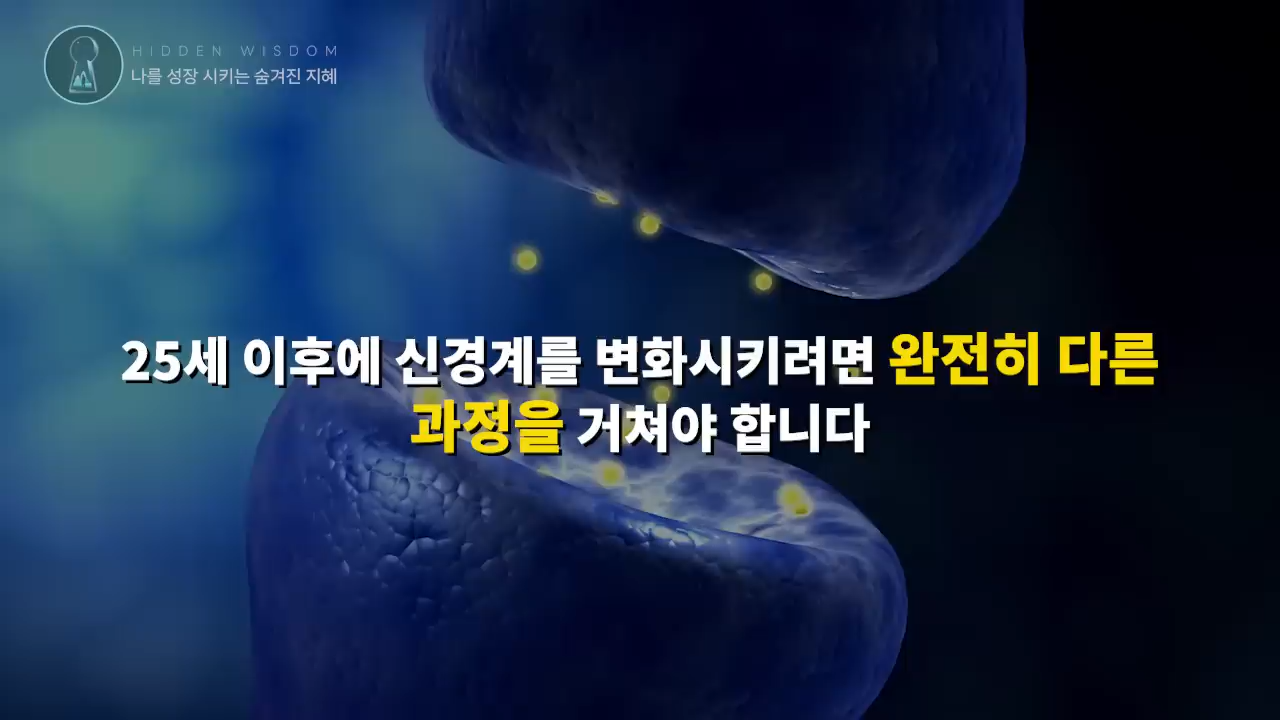 HIDDEN WISDOM
나를 성장 시키는 숨겨진 지혜
25세 이후에 신경계를 변화시키려면 완전히 다른
과정을 거쳐야 합니다